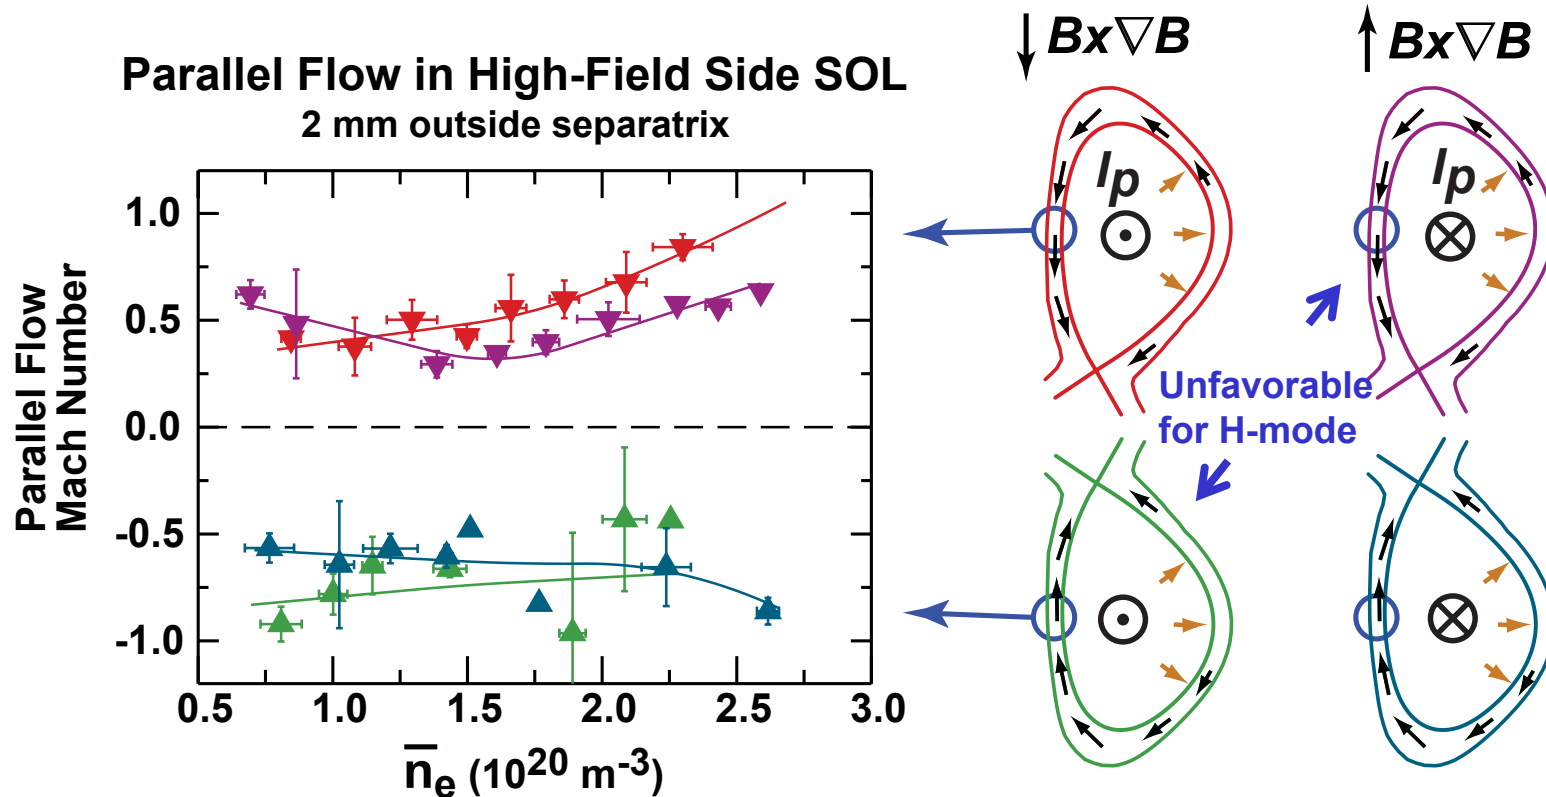 Parallel Flow in High-Field Side SOL
2 mm outside separatrix
Parallel Flow
Mach Number
1.0
0.5
0.0
-0.5
-1.0
0.5 1.0 1.5 2.0 2.5 3.0
n̅e (10²⁰ m⁻³)
↓ Bx∇B
↑ Bx∇B
Ip
Ip
Unfavorable
for H-mode